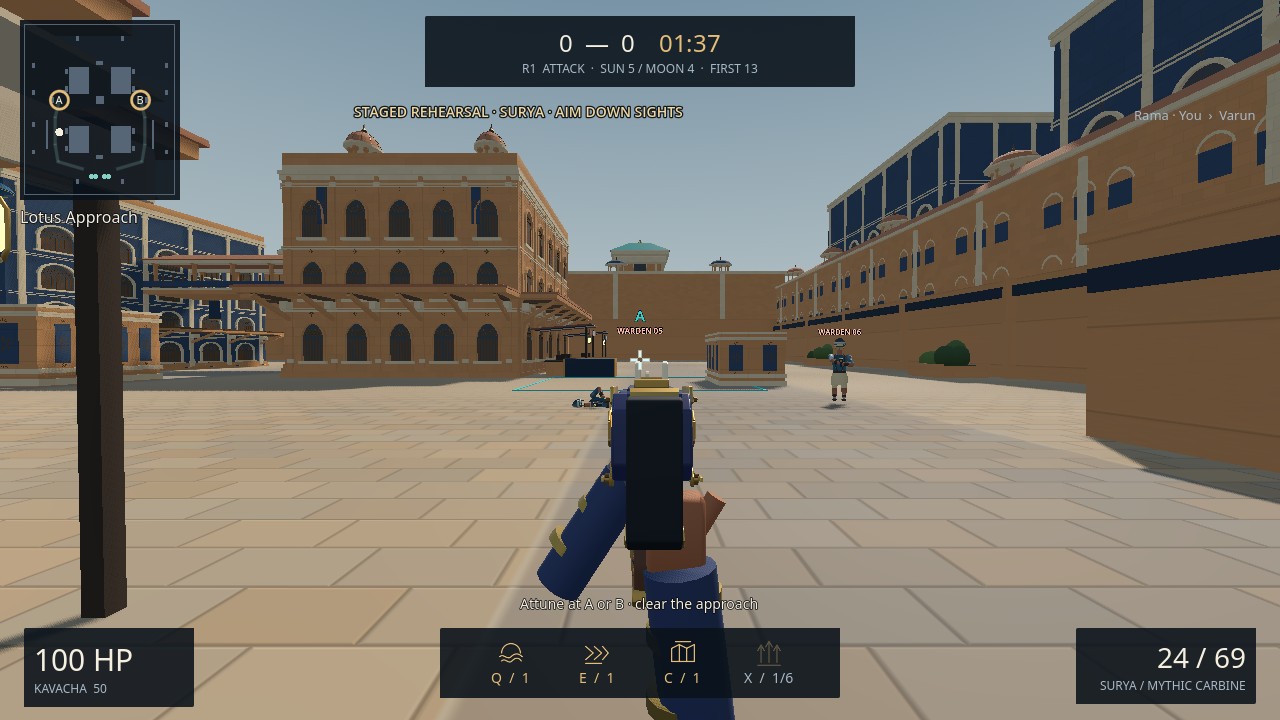 0 — 0 01:37
R1 ATTACK · SUN 5 / MOON 4 · FIRST 13
STAGED REHEARSAL · SURYA · AIM DOWN SIGHTS
Rama · You › Varun
A
B
Lotus Approach
A
WARDEN 05
WARDEN 06
Attune at A or B · clear the approach
100 HP
KAVACHA 50
Q / 1
E / 1
C / 1
X / 1/6
24 / 69
SURYA / MYTHIC CARBINE